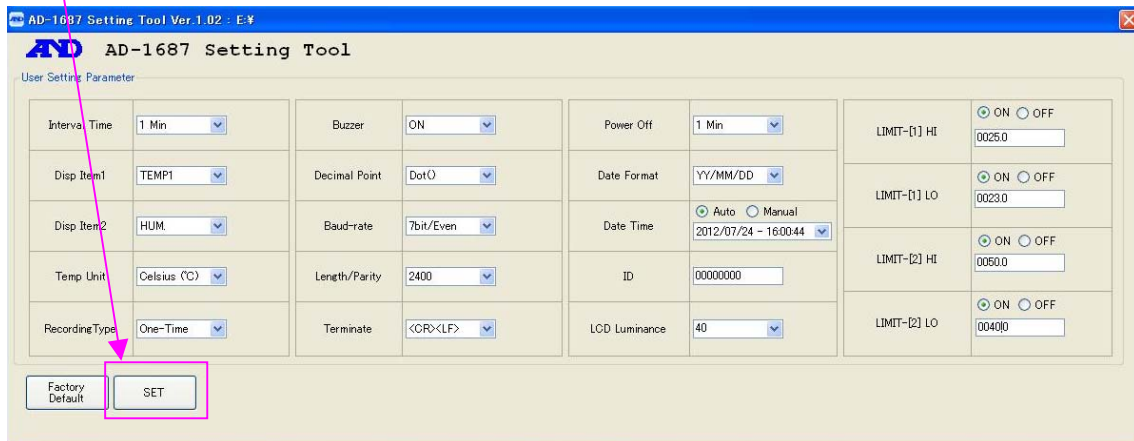 AD-1687 Setting Tool Ver.1.02 : E:¥
AND AD-1687 Setting Tool
User Setting Parameter
Interval Time 1 Min
Disp Item1 TEMP1
Disp Item2 HUM.
Temp Unit Celsius (°C)
RecordingType One-Time
Buzzer ON
Decimal Point Dot()
Baud-rate 7bit/Even
Length/Parity 2400
Terminate <CR><LF>
Power Off 1 Min
Date Format YY/MM/DD
Date Time Auto Manual
2012/07/24 - 16:00:44
ID 00000000
LCD Luminance 40
LIMIT-[1] HI ON OFF
0025.0
LIMIT-[1] LO ON OFF
0023.0
LIMIT-[2] HI ON OFF
0050.0
LIMIT-[2] LO ON OFF
0040.0
Factory
Default
SET